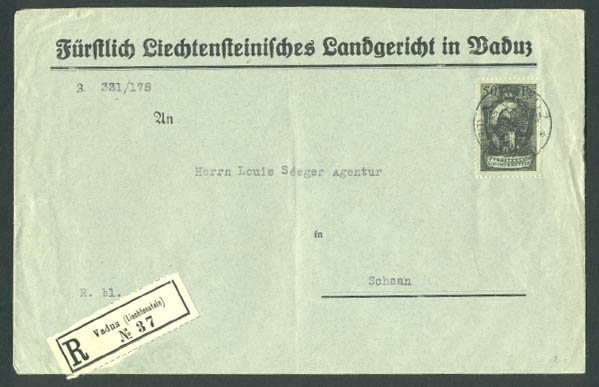 Fürstlich Liechtensteinisches Landgericht in Vaduz
3. 331/178
An
50
Herrn Louis Seeger Agentur
in
Schaan
R. bl.
R Vaduz (Liechtenstein)
№ 37